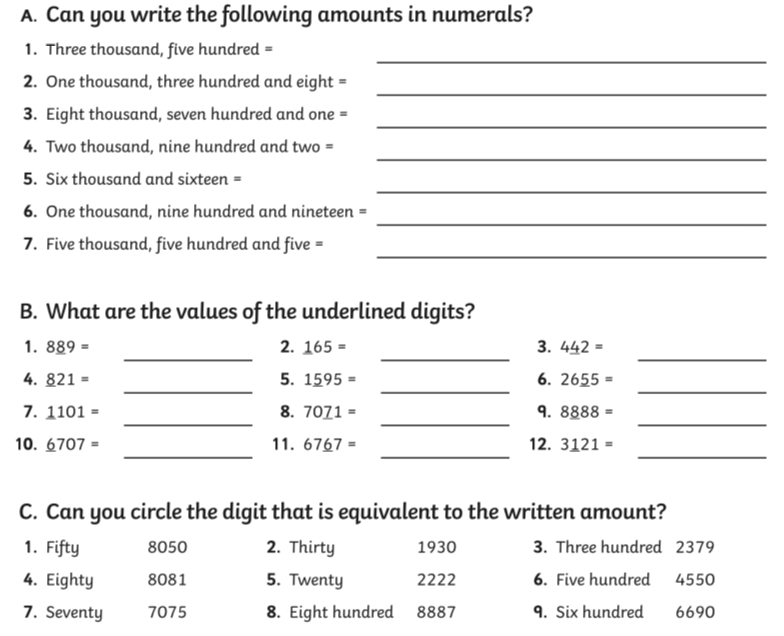 A. Can you write the following amounts in numerals?
1. Three thousand, five hundred =
2. One thousand, three hundred and eight =
3. Eight thousand, seven hundred and one =
4. Two thousand, nine hundred and two =
5. Six thousand and sixteen =
6. One thousand, nine hundred and nineteen =
7. Five thousand, five hundred and five =
B. What are the values of the underlined digits?
1. 889 = 2. 165 = 3. 442 =
4. 821 = 5. 1595 = 6. 2655 =
7. 1101 = 8. 7071 = 9. 8888 =
10. 6707 = 11. 6767 = 12. 3121 =
C. Can you circle the digit that is equivalent to the written amount?
1. Fifty 8050 2. Thirty 1930 3. Three hundred 2379
4. Eighty 8081 5. Twenty 2222 6. Five hundred 4550
7. Seventy 7075 8. Eight hundred 8887 9. Six hundred 6690